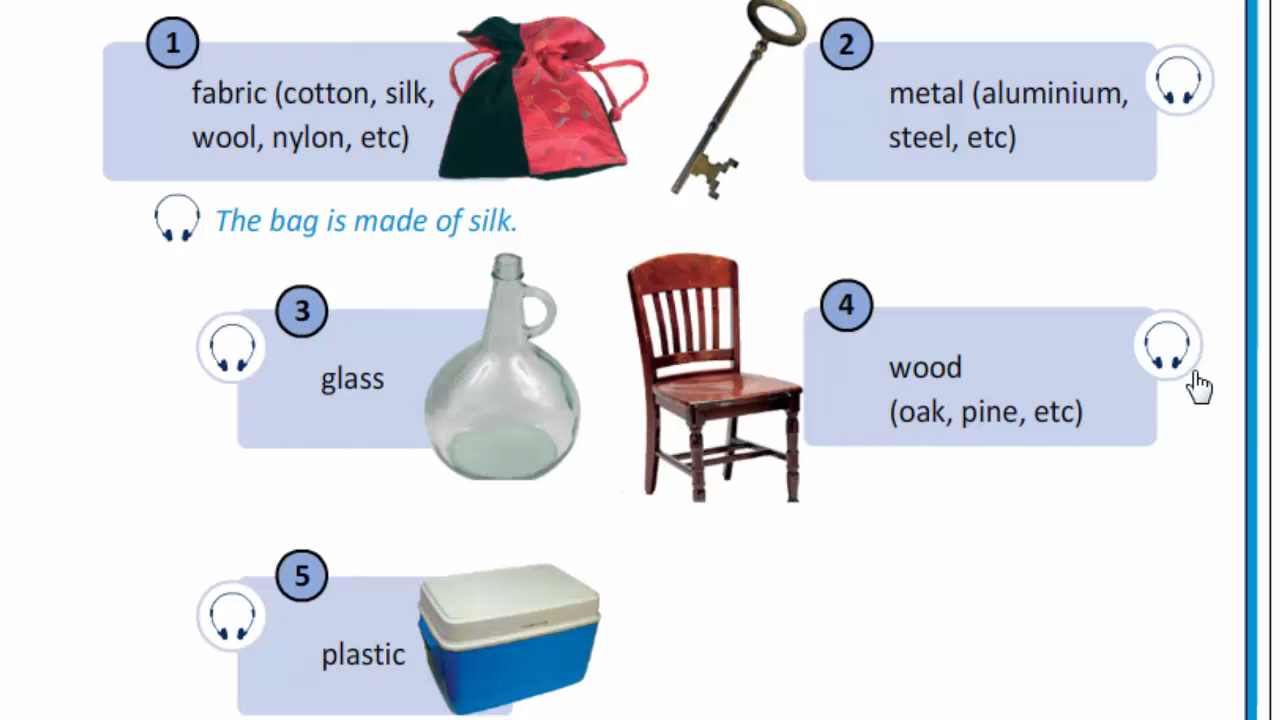 1
fabric (cotton, silk,
wool, nylon, etc)
2
metal (aluminium,
steel, etc)
The bag is made of silk.
3
glass
4
wood
(oak, pine, etc)
5
plastic